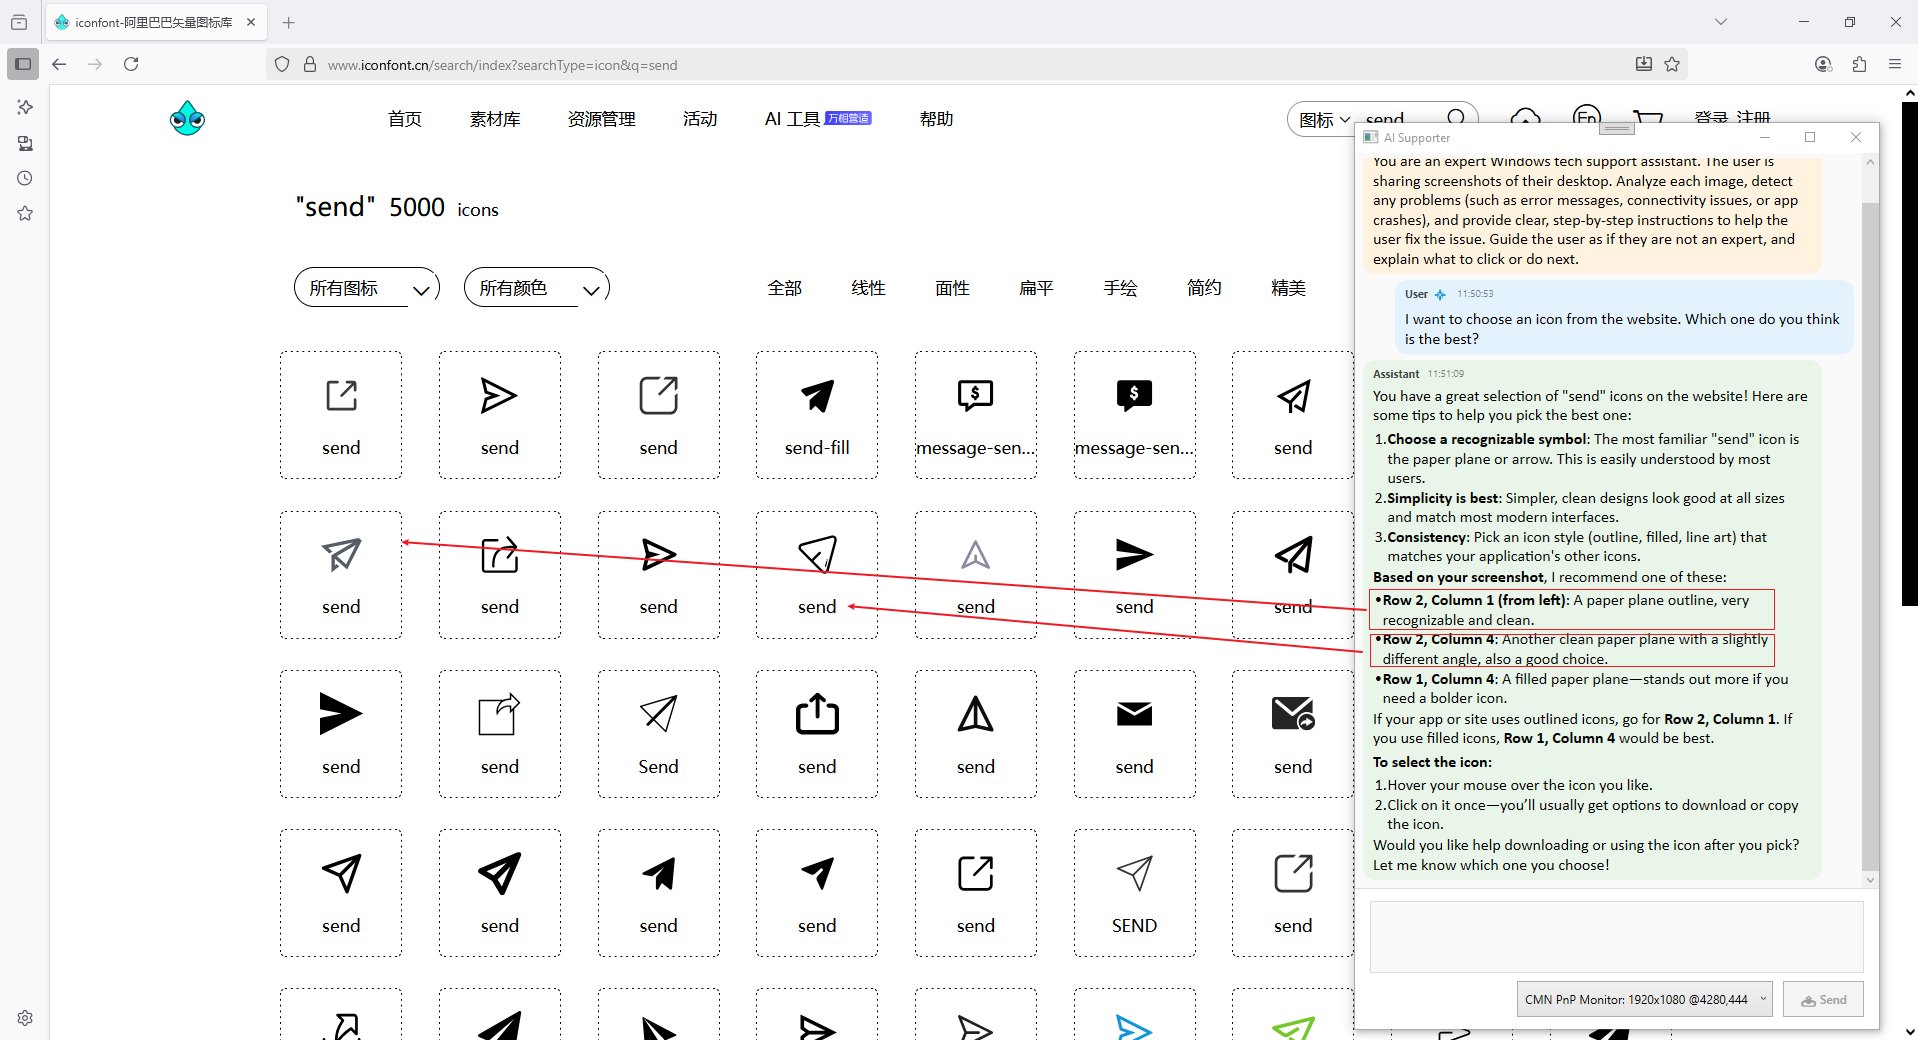 iconfont-阿里巴巴矢量图标库
www.iconfont.cn/search/index?searchType=icon&q=send
首页 素材库 资源管理 活动 AI 工具 万相营造 帮助
图标 send En 登录 注册
"send" 5000 icons
所有图标 所有颜色 全部 线性 面性 扁平 手绘 简约 精美
send send send send-fill message-sen... message-sen... send
send send send send send send send
send send Send send send send send
send send send send send SEND send
AI Supporter
You are an expert Windows tech support assistant. The user is
sharing screenshots of their desktop. Analyze each image, detect
any problems (such as error messages, connectivity issues, or app
crashes), and provide clear, step-by-step instructions to help the
user fix the issue. Guide the user as if they are not an expert, and
explain what to click or do next.
User 11:50:53
I want to choose an icon from the website. Which one do you think
is the best?
Assistant 11:51:09
You have a great selection of "send" icons on the website! Here are
some tips to help you pick the best one:
1.Choose a recognizable symbol: The most familiar "send" icon is
the paper plane or arrow. This is easily understood by most
users.
2.Simplicity is best: Simpler, clean designs look good at all sizes
and match most modern interfaces.
3.Consistency: Pick an icon style (outline, filled, line art) that
matches your application's other icons.
Based on your screenshot, I recommend one of these:
•Row 2, Column 1 (from left): A paper plane outline, very
recognizable and clean.
•Row 2, Column 4: Another clean paper plane with a slightly
different angle, also a good choice.
•Row 1, Column 4: A filled paper plane—stands out more if you
need a bolder icon.
If your app or site uses outlined icons, go for Row 2, Column 1. If
you use filled icons, Row 1, Column 4 would be best.
To select the icon:
1.Hover your mouse over the icon you like.
2.Click on it once—you’ll usually get options to download or copy
the icon.
Would you like help downloading or using the icon after you pick?
Let me know which one you choose!
CMN PnP Monitor: 1920x1080 @4280,444 Send